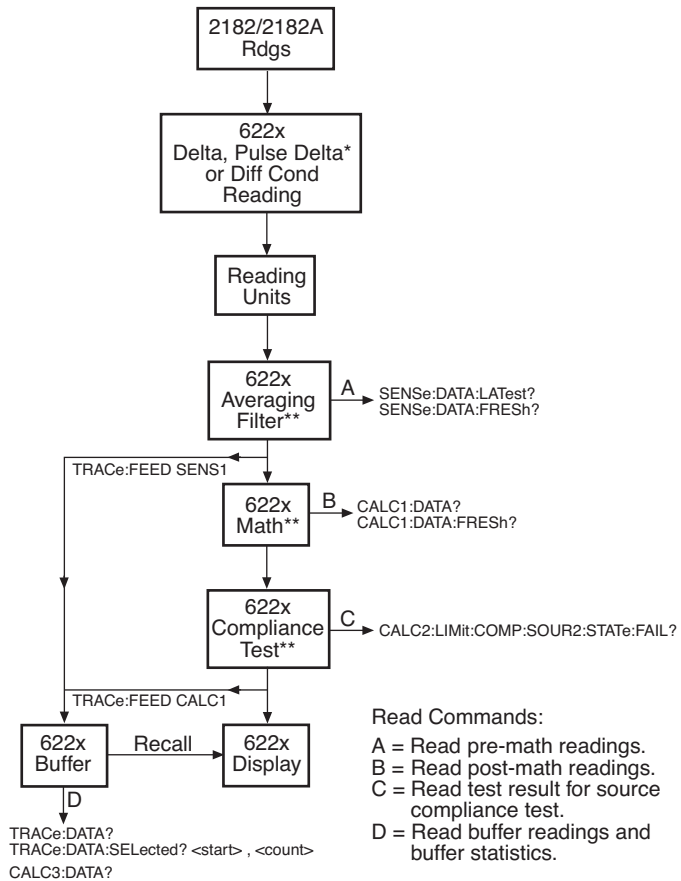 2182/2182A
Rdgs
622x
Delta, Pulse Delta*
or Diff Cond
Reading
Reading
Units
622x
Averaging
Filter**
A
SENSe:DATA:LATest?
SENSe:DATA:FRESh?
TRACe:FEED SENS1
622x
Math**
B
CALC1:DATA?
CALC1:DATA:FRESh?
622x
Compliance
Test**
C
CALC2:LIMit:COMP:SOUR2:STATe:FAIL?
TRACe:FEED CALC1
622x
Buffer
Recall
622x
Display
D
TRACe:DATA?
TRACe:DATA:SELected? <start> , <count>
CALC3:DATA?
Read Commands:
A = Read pre-math readings.
B = Read post-math readings.
C = Read test result for source
compliance test.
D = Read buffer readings and
buffer statistics.